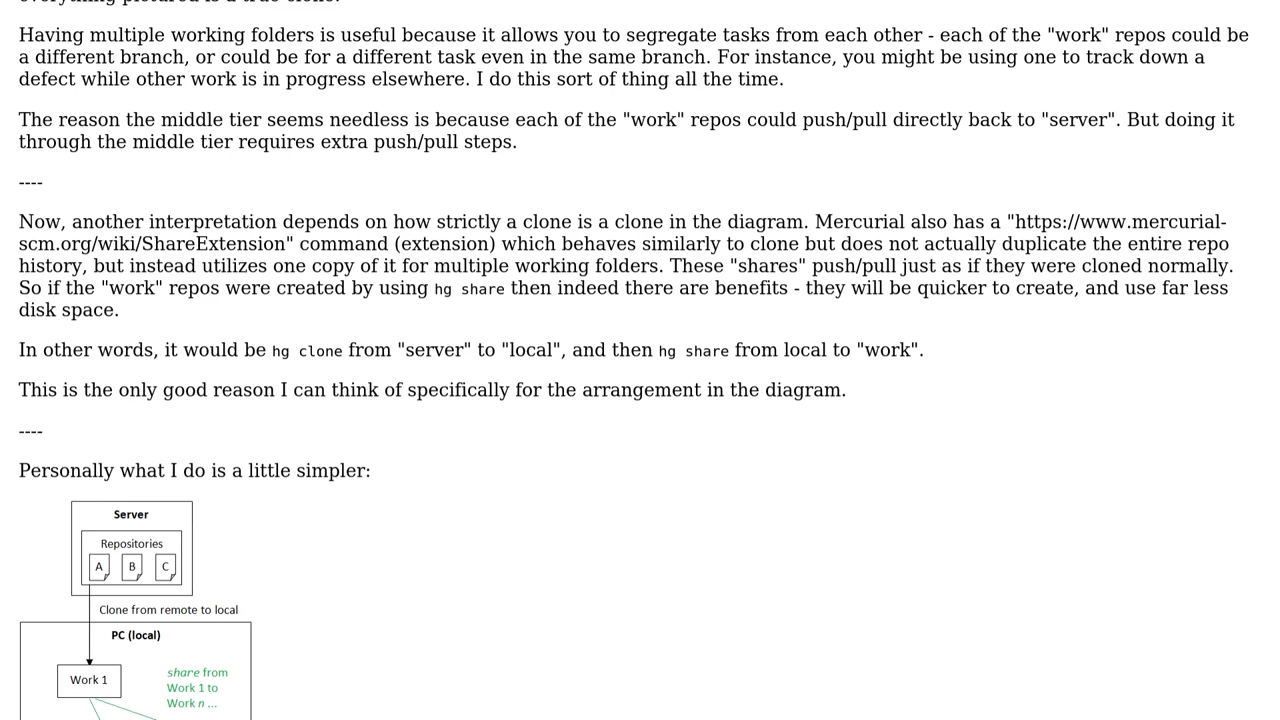 everything pictured is a true clone.
Having multiple working folders is useful because it allows you to segregate tasks from each other - each of the "work" repos could be
a different branch, or could be for a different task even in the same branch. For instance, you might be using one to track down a
defect while other work is in progress elsewhere. I do this sort of thing all the time.
The reason the middle tier seems needless is because each of the "work" repos could push/pull directly back to "server". But doing it
through the middle tier requires extra push/pull steps.
----
Now, another interpretation depends on how strictly a clone is a clone in the diagram. Mercurial also has a "https://www.mercurial-
scm.org/wiki/ShareExtension" command (extension) which behaves similarly to clone but does not actually duplicate the entire repo
history, but instead utilizes one copy of it for multiple working folders. These "shares" push/pull just as if they were cloned normally.
So if the "work" repos were created by using hg share then indeed there are benefits - they will be quicker to create, and use far less
disk space.
In other words, it would be hg clone from "server" to "local", and then hg share from local to "work".
This is the only good reason I can think of specifically for the arrangement in the diagram.
----
Personally what I do is a little simpler:
Server
Repositories
A B C
Clone from remote to local
PC (local)
Work 1
share from
Work 1 to
Work n ...